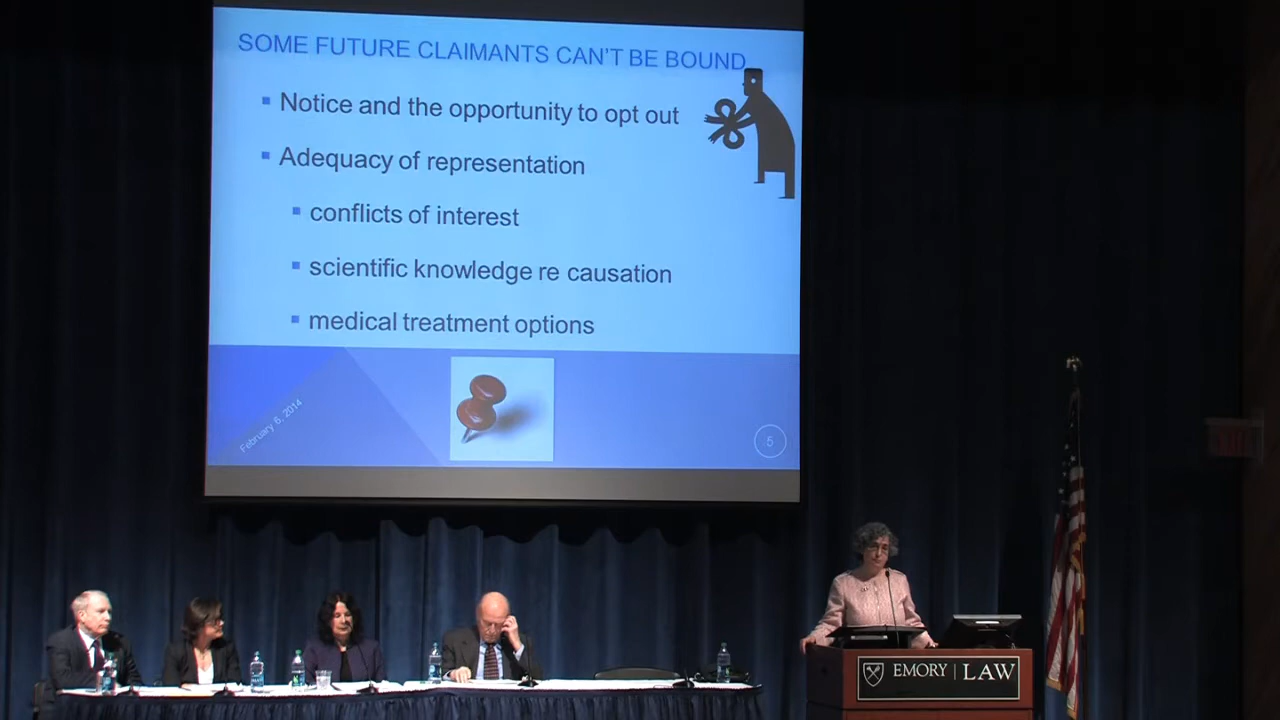 SOME FUTURE CLAIMANTS CAN'T BE BOUND
Notice and the opportunity to opt out
Adequacy of representation
conflicts of interest
scientific knowledge re causation
medical treatment options
February 6, 2014
5
EXIT
EMORY | LAW